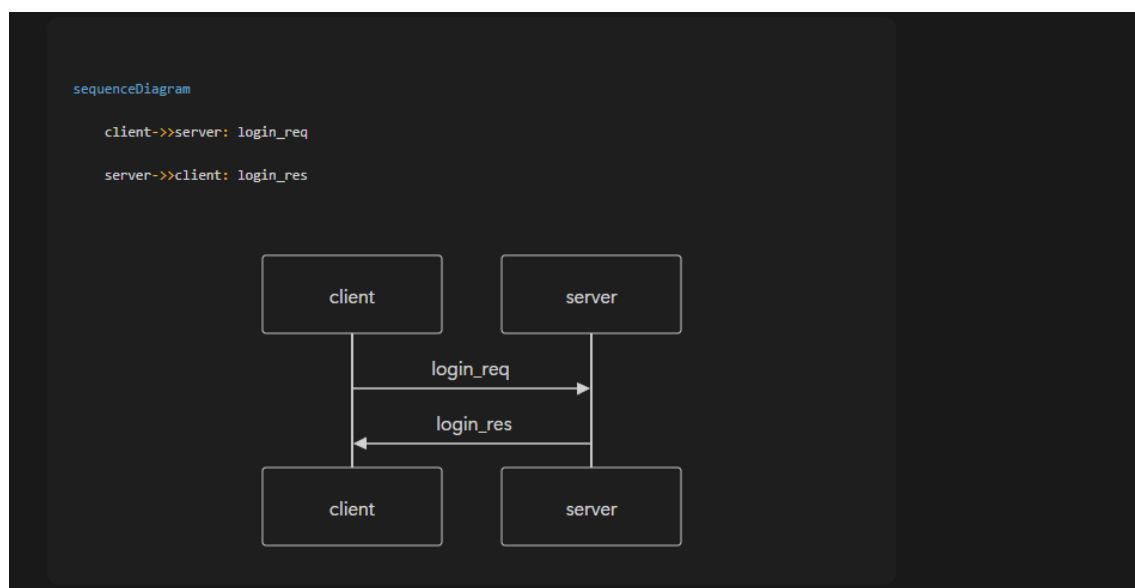 sequenceDiagram
client->>server: login_req
server->>client: login_res
client
server
login_req
login_res
client
server